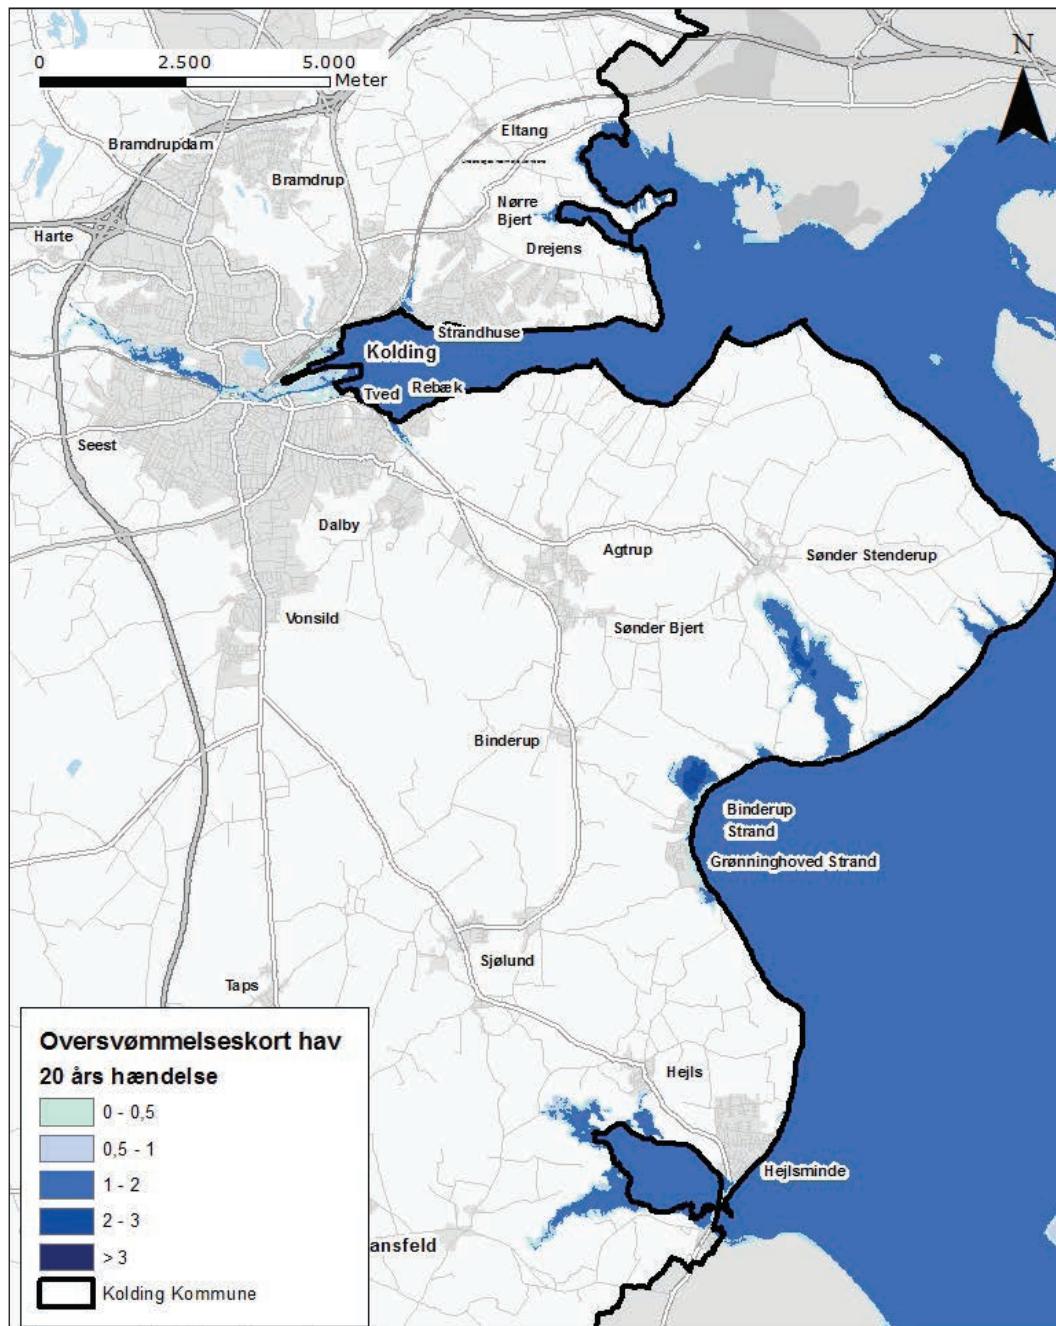 N
0 2.500 5.000
Meter
Eltang
Bramdrupdam
Bramdrup
Nørre
Bjert
Harte
Drejens
Strandhuse
Kolding
Rebæk
Tved
Seest
Dalby
Agtrup
Sønder Stenderup
Vonsild
Sønder Bjert
Binderup
Binderup
Strand
Grønninghoved Strand
Sjølund
Taps
Hejls
Hejlsminde
ansfeld
Oversvømmelseskort hav
20 års hændelse
0 - 0,5
0,5 - 1
1 - 2
2 - 3
> 3
Kolding Kommune